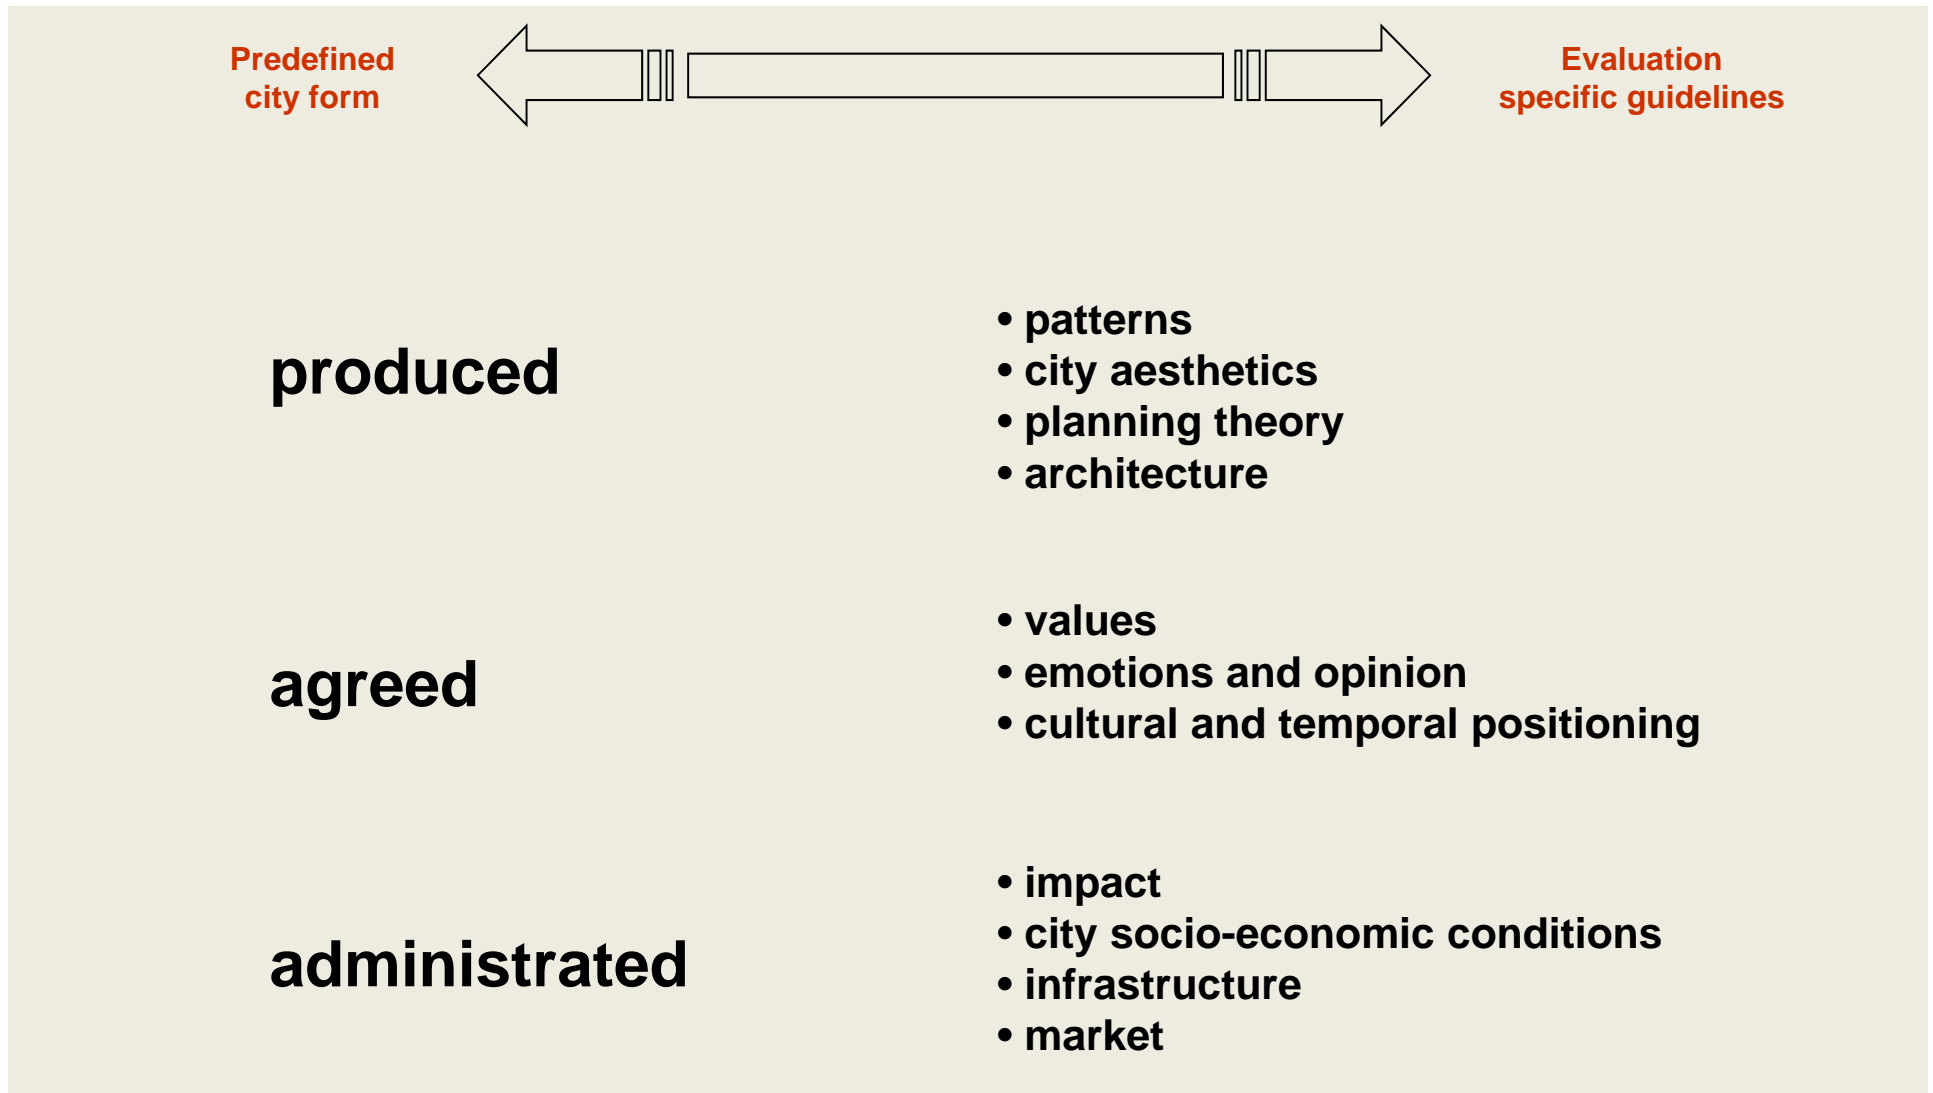 Predefined
city form
Evaluation
specific guidelines
produced
• patterns
• city aesthetics
• planning theory
• architecture
agreed
• values
• emotions and opinion
• cultural and temporal positioning
administrated
• impact
• city socio-economic conditions
• infrastructure
• market